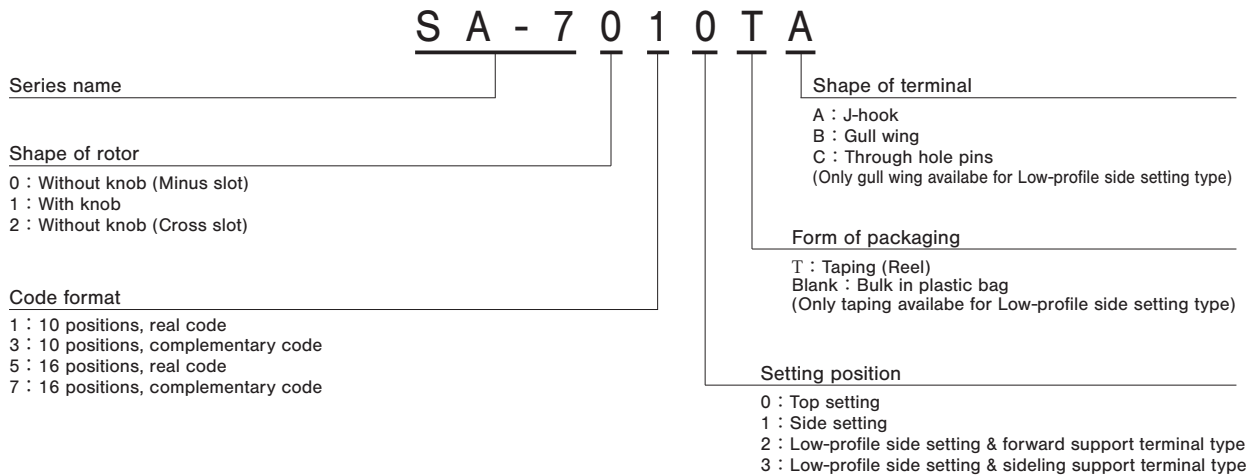 S A - 7 0 1 0 T A
Series name
Shape of rotor
0 : Without knob (Minus slot)
1 : With knob
2 : Without knob (Cross slot)
Code format
1 : 10 positions, real code
3 : 10 positions, complementary code
5 : 16 positions, real code
7 : 16 positions, complementary code
Shape of terminal
A : J-hook
B : Gull wing
C : Through hole pins
(Only gull wing availabe for Low-profile side setting type)
Form of packaging
T : Taping (Reel)
Blank : Bulk in plastic bag
(Only taping availabe for Low-profile side setting type)
Setting position
0 : Top setting
1 : Side setting
2 : Low-profile side setting & forward support terminal type
3 : Low-profile side setting & sideling support terminal type